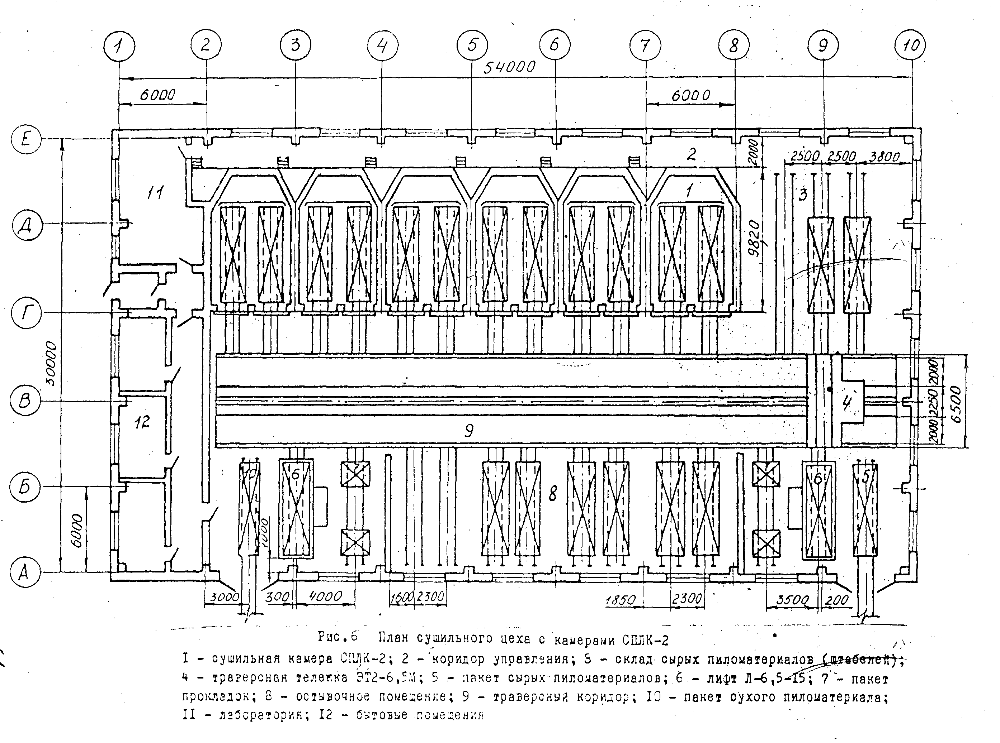 1 2 3 4 5 6 7 8 9 10
54000
6000 6000
Е
2000
2
2500 2500 3800
11
1
3
Д
9820
Г
30000
2000
В
4
2250
6500
12
9
2000
10 6 7 7 6 5
Б
8
6000
1000
А
3000 300 4000 1600 2300 1850 2300 3500 200
Рис.6 План сушильного цеха с камерами СПЛК-2
I - сушильная камера СПЛК-2; 2 - коридор управления; 3 - склад сырых пиломатериалов (штабелей);
4 - траверсная тележка ЭТ2-6,5М; 5 - пакет сырых пиломатериалов; 6 - лифт Л-6,5-I5; 7 - пакет
прокладок; 8 - остывочное помещение; 9 - траверсный коридор; I0 - пакет сухого пиломатериала;
II - лаборатория; I2 - бытовые помещения